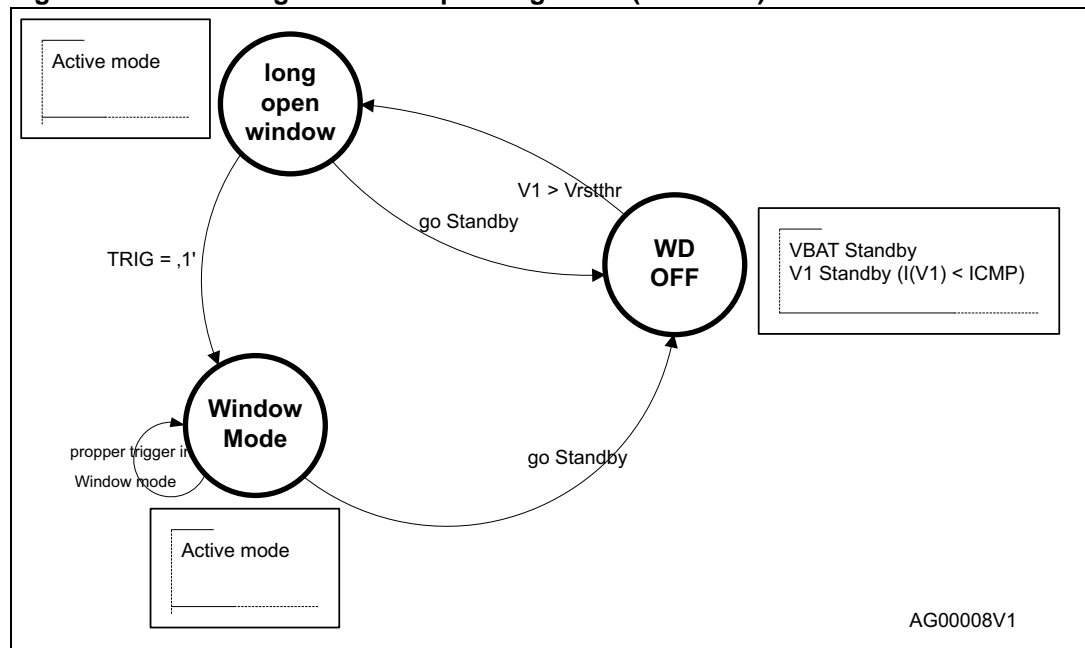 Active mode
long
open
window
V1 > Vrstthr
go Standby
WD
OFF
VBAT Standby
V1 Standby (I(V1) < ICMP)
TRIG = ,1'
Window
Mode
propper trigger in
Window mode
go Standby
Active mode
AG00008V1